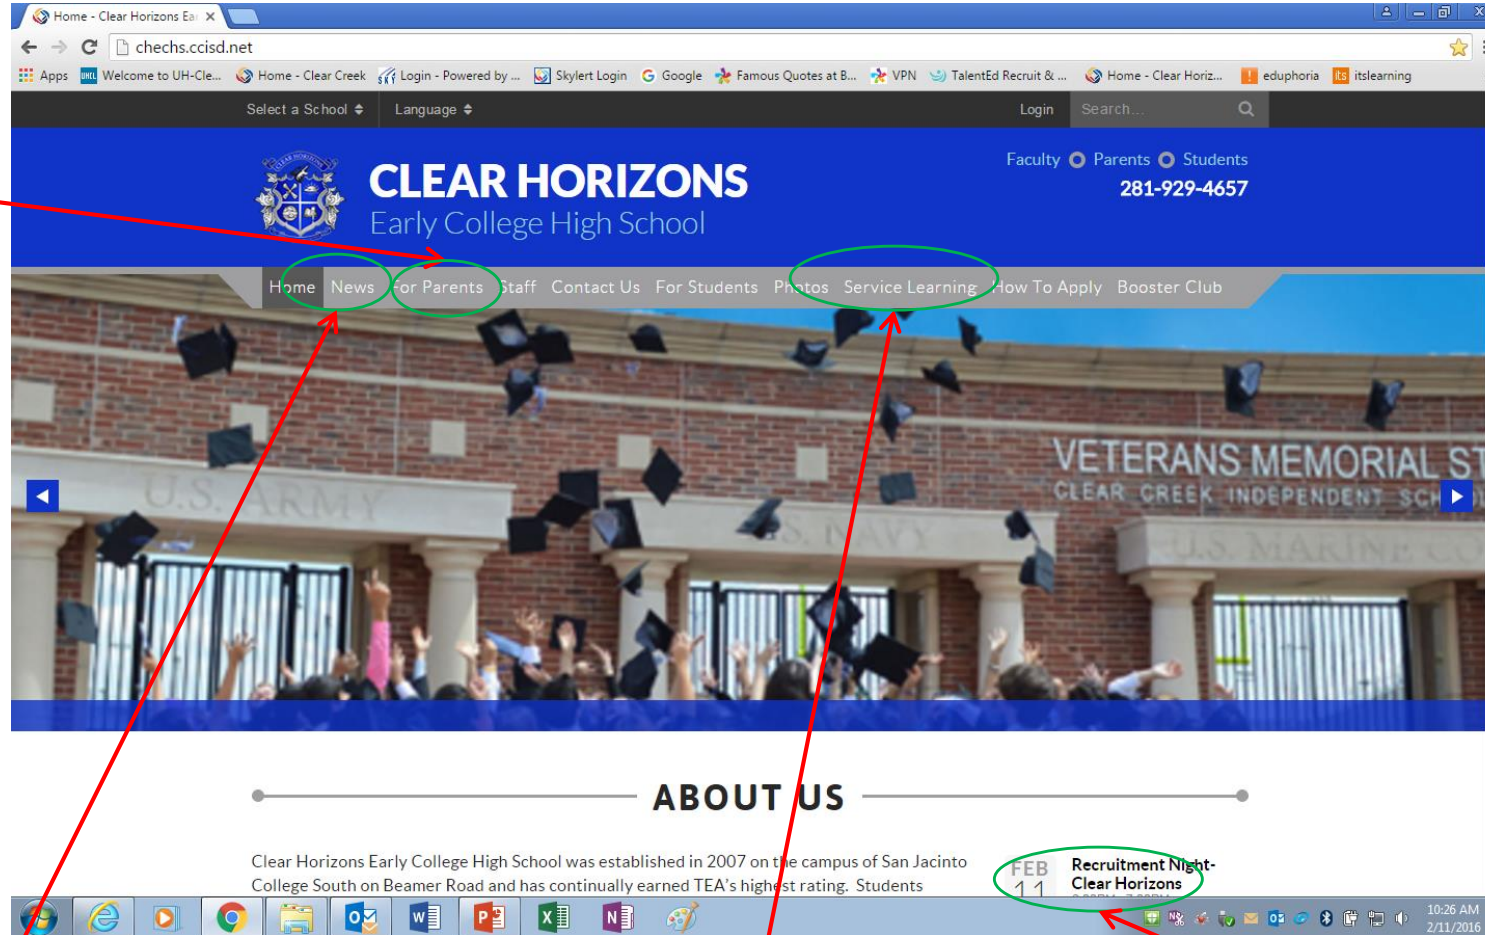 Home - Clear Horizons Ea
chechs.ccisd.net
Apps Welcome to UH-Cle... Home - Clear Creek Login - Powered by ... Skylert Login Google Famous Quotes at B... VPN TalentEd Recruit & ... Home - Clear Horiz... eduphoria itslearning
Select a School Language Login Search...
Faculty Parents Students
281-929-4657
CLEAR HORIZONS
Early College High School
Home News For Parents Staff Contact Us For Students Photos Service Learning How To Apply Booster Club
VETERANS MEMORIAL ST
CLEAR CREEK INDEPENDENT
U.S. ARMY
U.S. NAVY
U.S. MARINE CO
ABOUT US
Clear Horizons Early College High School was established in 2007 on the campus of San Jacinto
College South on Beamer Road and has continually earned TEA's highest rating. Students
FEB
11
Recruitment Night-
Clear Horizons
10:26 AM
2/11/2016